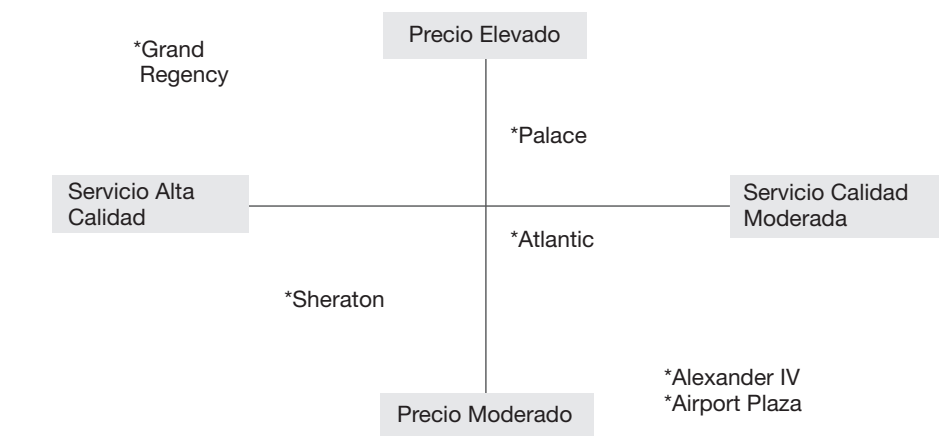 Precio Elevado
*Grand
Regency
*Palace
Servicio Alta
Calidad
Servicio Calidad
Moderada
*Atlantic
*Sheraton
*Alexander IV
*Airport Plaza
Precio Moderado